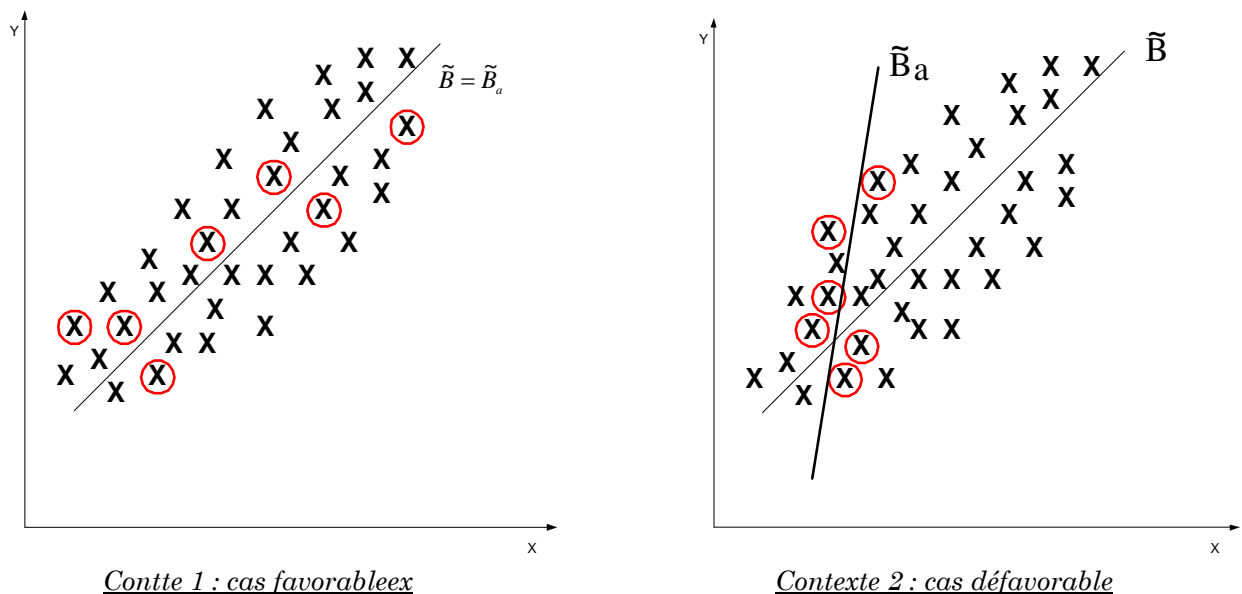 Y
B̃ = B̃a
X
Contte 1 : cas favorableex
Y
B̃a
B̃
X
Contexte 2 : cas défavorable